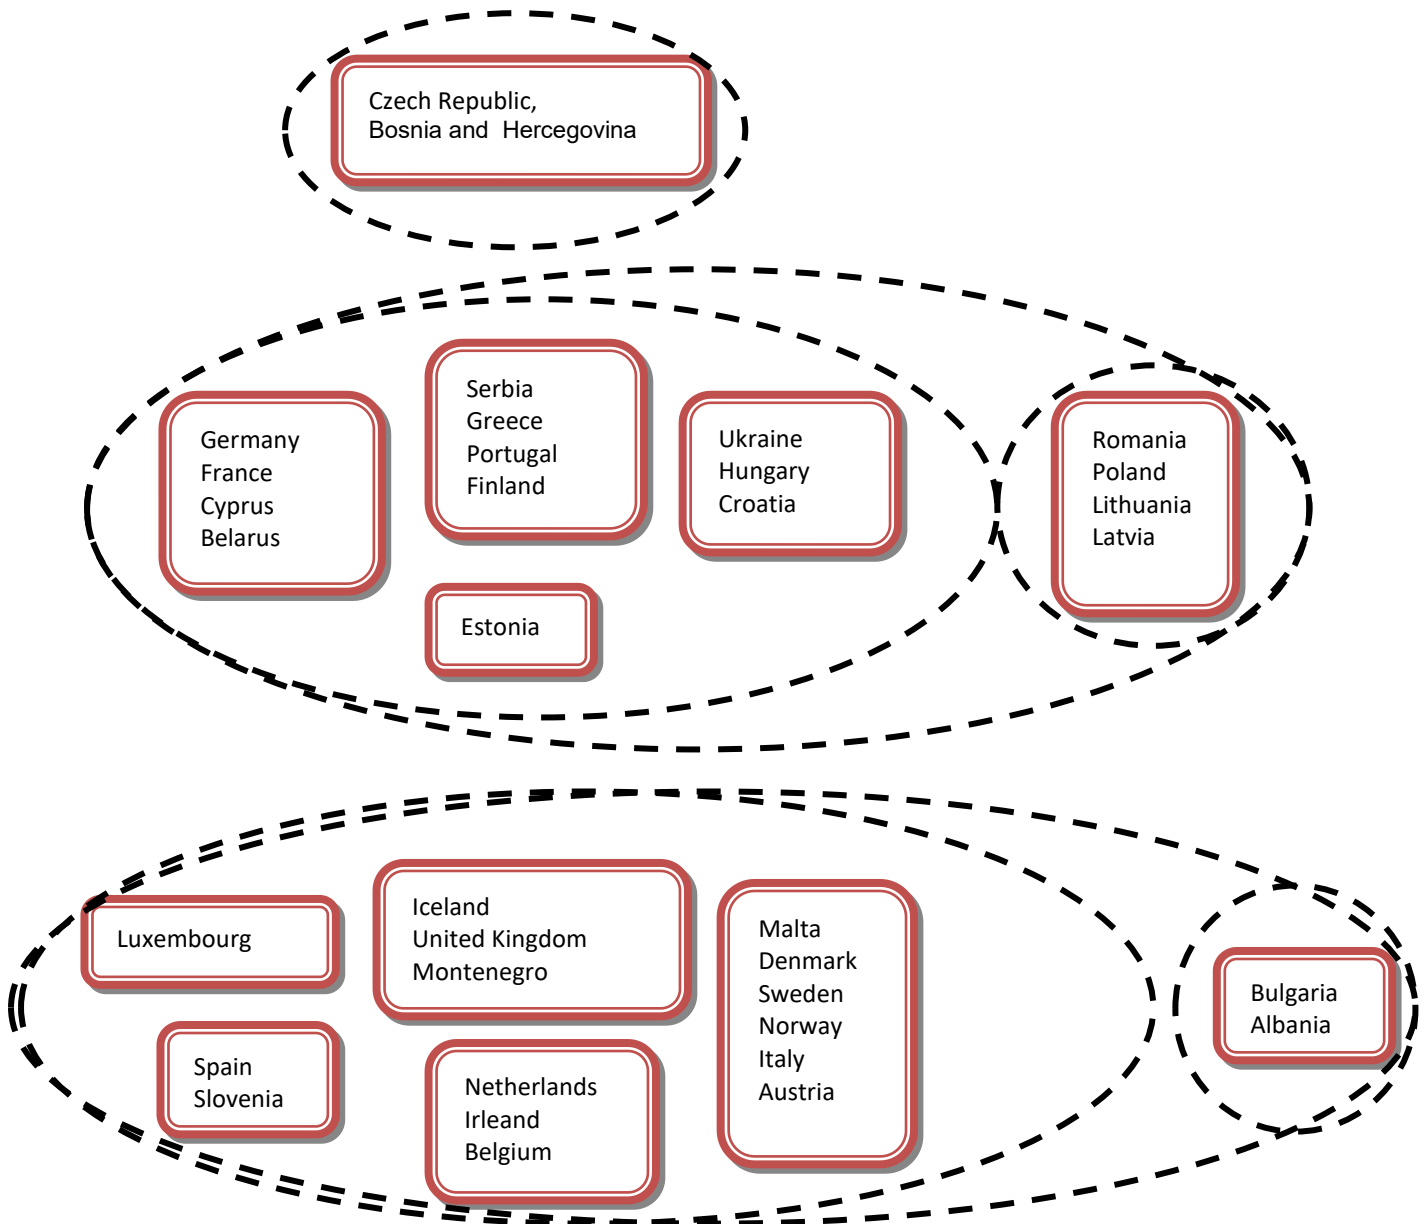 Czech Republic,
Bosnia and  Hercegovina
Serbia
Greece
Portugal
Finland
Germany
France
Cyprus
Belarus
Ukraine
Hungary
Croatia
Romania
Poland
Lithuania
Latvia
Estonia
Luxembourg
Iceland
United Kingdom
Montenegro
Malta
Denmark
Sweden
Norway
Italy
Austria
Bulgaria
Albania
Spain
Slovenia
Netherlands
Irleand
Belgium